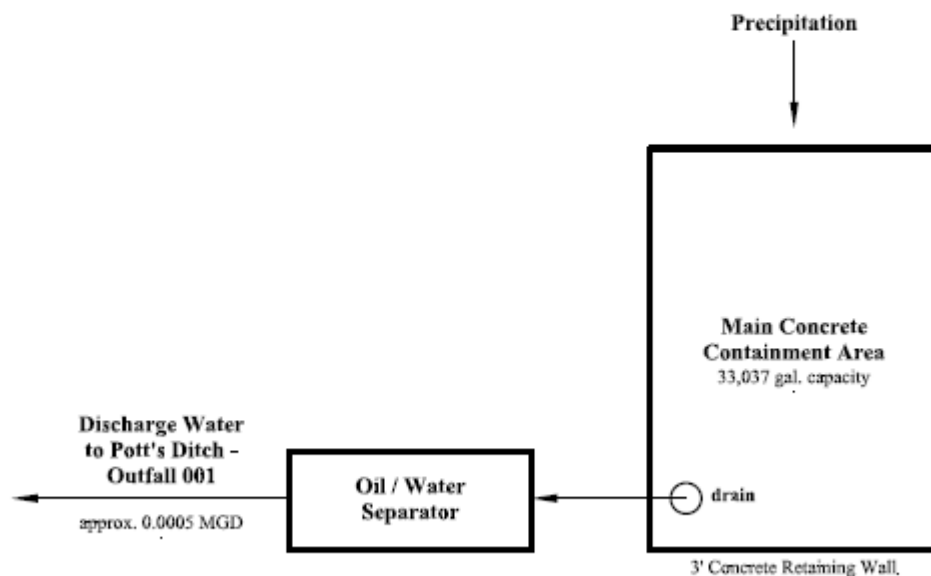 Precipitation
Main Concrete
Containment Area
33,037 gal. capacity
drain
3' Concrete Retaining Wall.
Oil / Water
Separator
Discharge Water
to Pott's Ditch -
Outfall 001
approx. 0.0005 MGD